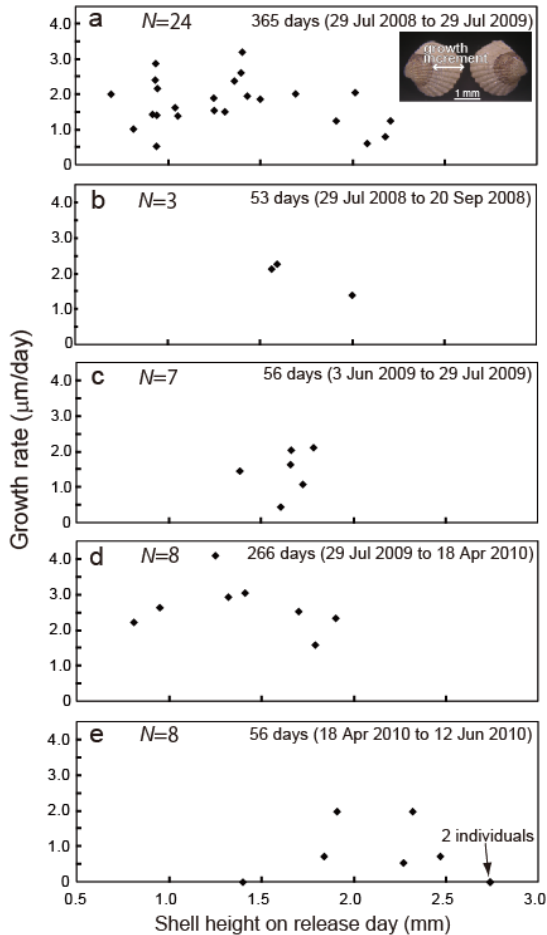 Growth rate (μm/day)
a
N=24
365 days (29 Jul 2008 to 29 Jul 2009)
growth
increment
1 mm
4.0
3.0
2.0
1.0
0
b
N=3
53 days (29 Jul 2008 to 20 Sep 2008)
4.0
3.0
2.0
1.0
0
c
N=7
56 days (3 Jun 2009 to 29 Jul 2009)
4.0
3.0
2.0
1.0
0
d
N=8
266 days (29 Jul 2009 to 18 Apr 2010)
4.0
3.0
2.0
1.0
0
e
N=8
56 days (18 Apr 2010 to 12 Jun 2010)
4.0
3.0
2.0
1.0
0
2 individuals
0.5 1.0 1.5 2.0 2.5 3.0
Shell height on release day (mm)